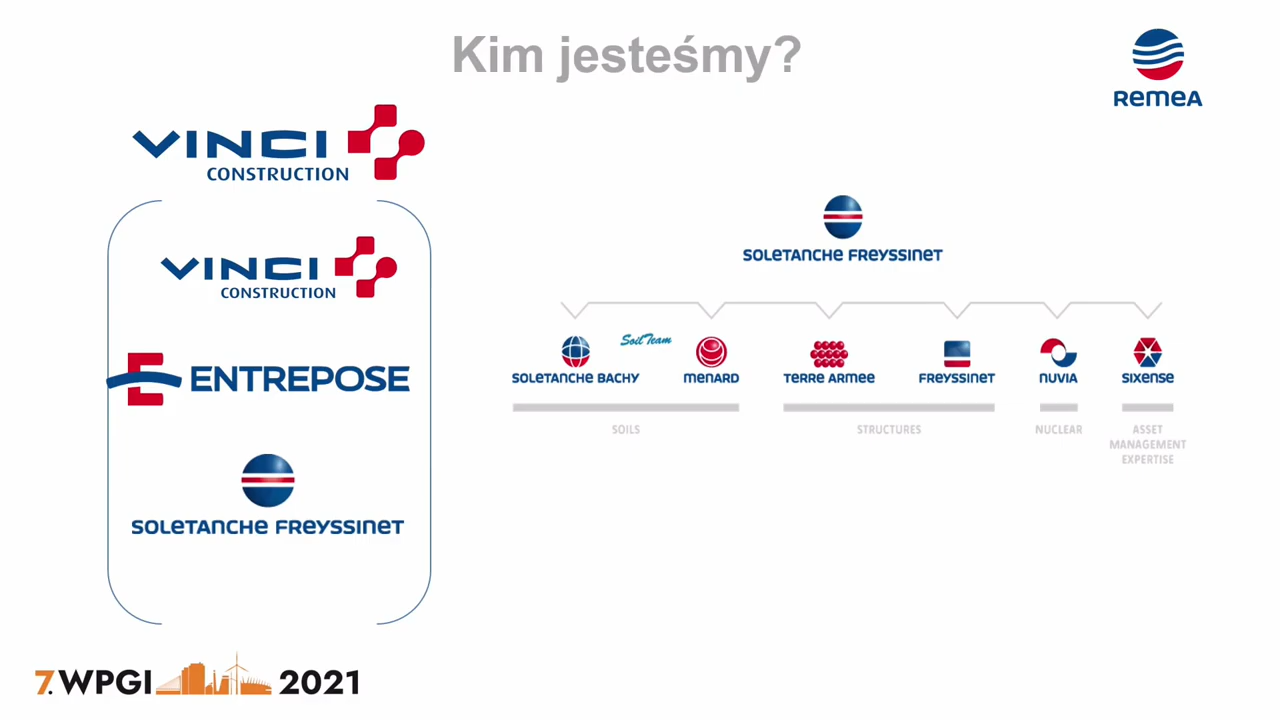 Kim jesteśmy?
REMEA
VINCI
CONSTRUCTION
VINCI
CONSTRUCTION
E ENTREPOSE
SOLETANCHE FREYSSINET
SOLETANCHE FREYSSINET
Soil Team
SOLETANCHE BACHY
MENARD
TERRE ARMEE
FREYSSINET
NUVIA
SIXENSE
SOILS
STRUCTURES
NUCLEAR
ASSET
MANAGEMENT
EXPERTISE
7. WPGI 2021